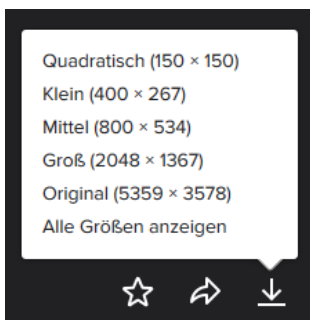 Quadratisch (150 × 150)
Klein (400 × 267)
Mittel (800 × 534)
Groß (2048 × 1367)
Original (5359 × 3578)
Alle Größen anzeigen